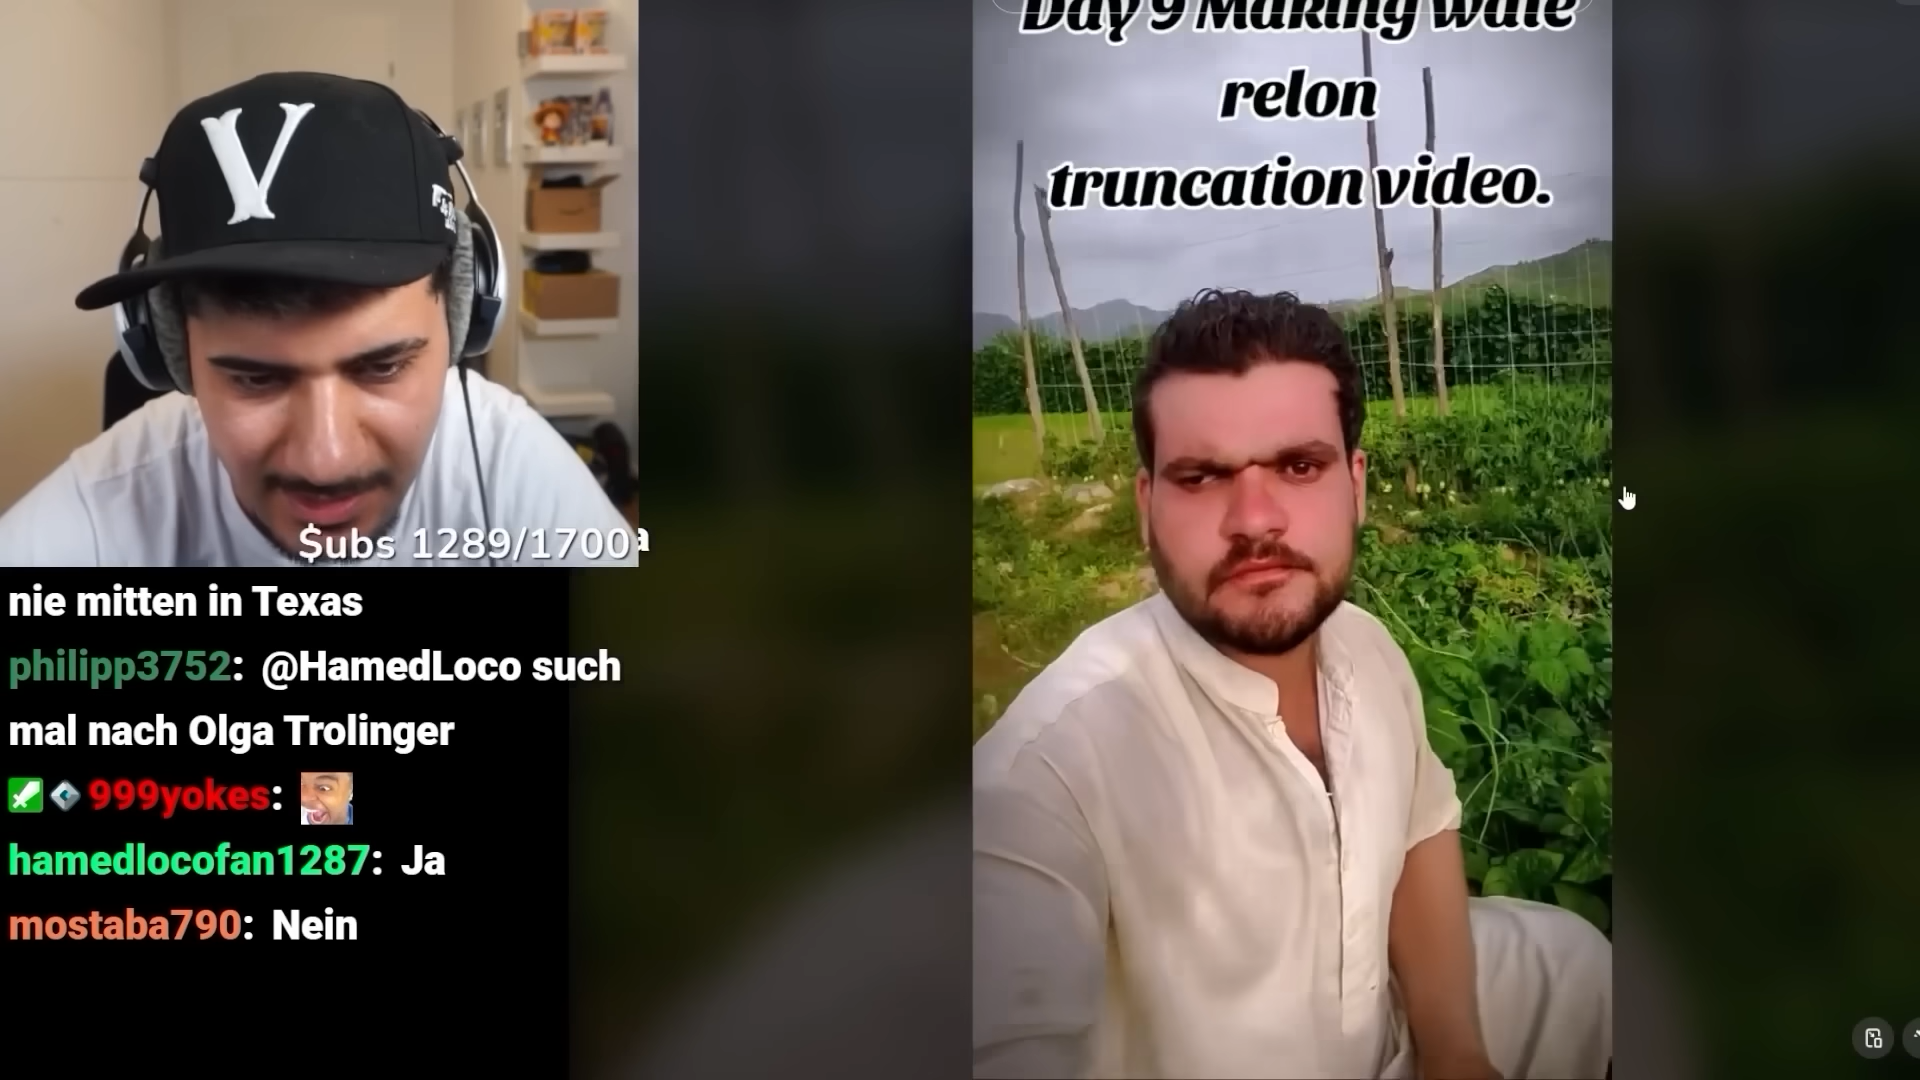 V
$ubs 1289/1700
nie mitten in Texas
philipp3752: @HamedLoco such
mal nach Olga Trolinger
999yokes:
hamedlocofan1287: Ja
mostaba790: Nein
Day 9 Making wale
relon
truncation video.